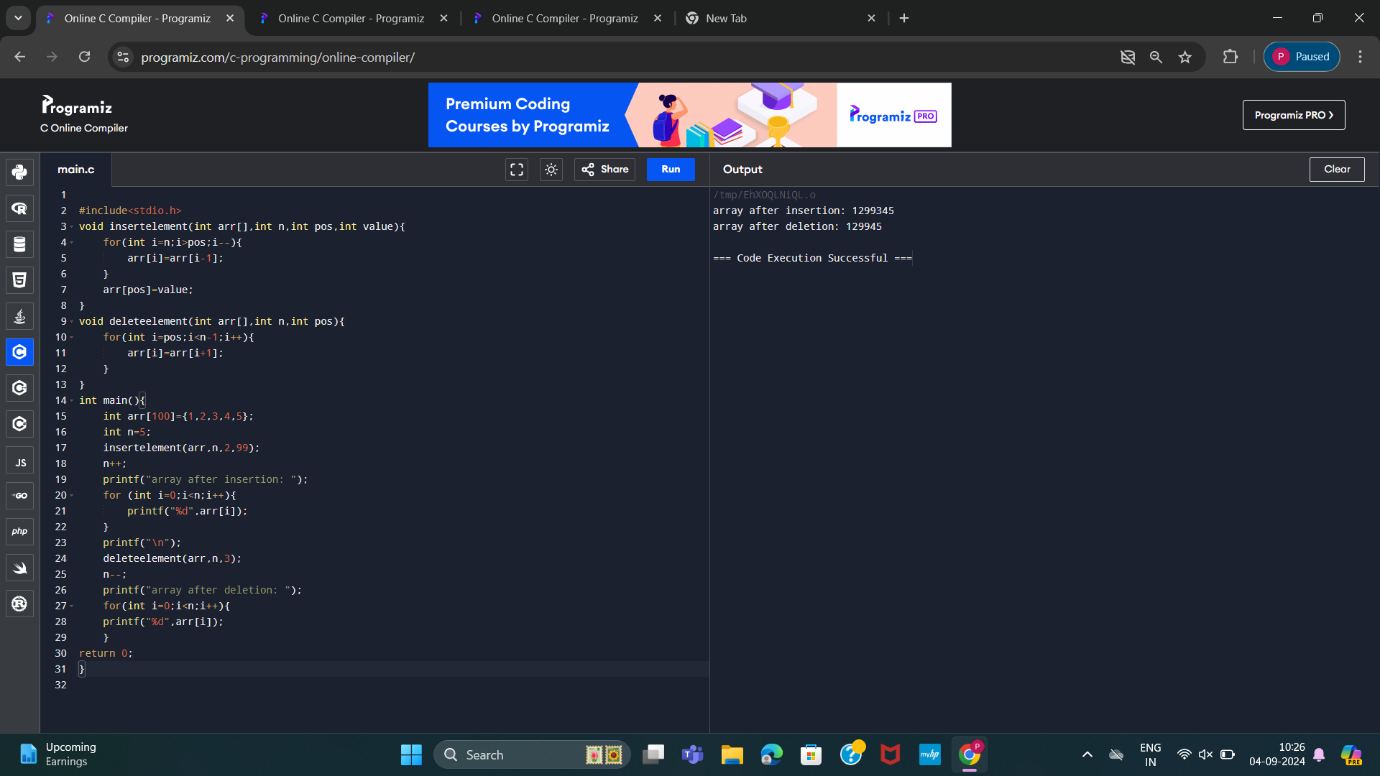 Online C Compiler - Programiz
Online C Compiler - Programiz
Online C Compiler - Programiz
New Tab
programiz.com/c-programming/online-compiler/
P Paused
Programiz
C Online Compiler
Premium Coding
Courses by Programiz
Programiz PRO
Programiz PRO >
main.c
Share
Run
Output
Clear
1
2 #include<stdio.h>
3 void insertelement(int arr[],int n,int pos,int value){
4 for(int i=n;i>pos;i--){
5 arr[i]=arr[i-1];
6 }
7 arr[pos]=value;
8 }
9 void deleteelement(int arr[],int n,int pos){
10 for(int i=pos;i<n-1;i++){
11 arr[i]=arr[i+1];
12 }
13 }
14 int main(){
15 int arr[100]={1,2,3,4,5};
16 int n=5;
17 insertelement(arr,n,2,99);
18 n++;
19 printf("array after insertion: ");
20 for (int i=0;i<n;i++){
21 printf("%d",arr[i]);
22 }
23 printf("\n");
24 deleteelement(arr,n,3);
25 n--;
26 printf("array after deletion: ");
27 for(int i=0;i<n;i++){
28 printf("%d",arr[i]);
29 }
30 return 0;
31 }
32
/tmp/EhXOQLNiQL.o
array after insertion: 1299345
array after deletion: 129945
=== Code Execution Successful ===
JS
GO
php
Upcoming
Earnings
Search
myhp
P
ENG
IN
10:26
04-09-2024
PRE